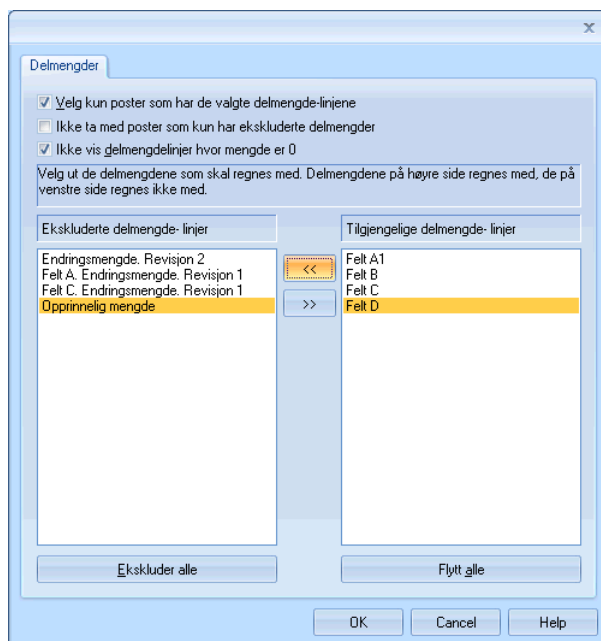 x
Delmengder
Velg kun poster som har de valgte delmengde-linjene
Ikke ta med poster som kun har ekskluderte delmengder
Ikke vis delmengdelinjer hvor mengde er 0
Velg ut de delmengdene som skal regnes med. Delmengdene på høyre side regnes med, de på
venstre side regnes ikke med.
Ekskluderte delmengde- linjer
Tilgjengelige delmengde- linjer
Endringsmengde. Revisjon 2
Felt A. Endringsmengde. Revisjon 1
Felt C. Endringsmengde. Revisjon 1
Opprinnelig mengde
<<
>>
Felt A1
Felt B
Felt C
Felt D
Ekskluder alle
Flytt alle
OK
Cancel
Help